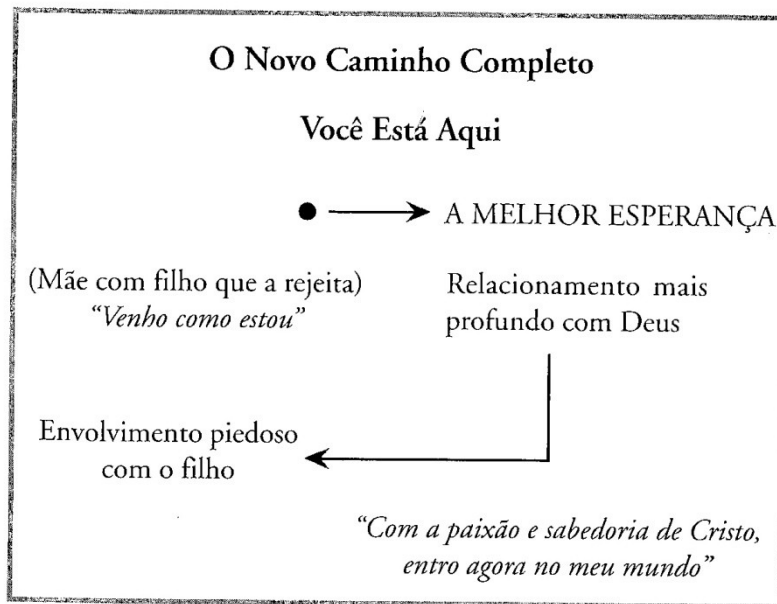 O Novo Caminho Completo
Você Está Aqui
A MELHOR ESPERANÇA
(Mãe com filho que a rejeita)
“Venho como estou”
Relacionamento mais
profundo com Deus
Envolvimento piedoso
com o filho
“Com a paixão e sabedoria de Cristo,
entro agora no meu mundo”